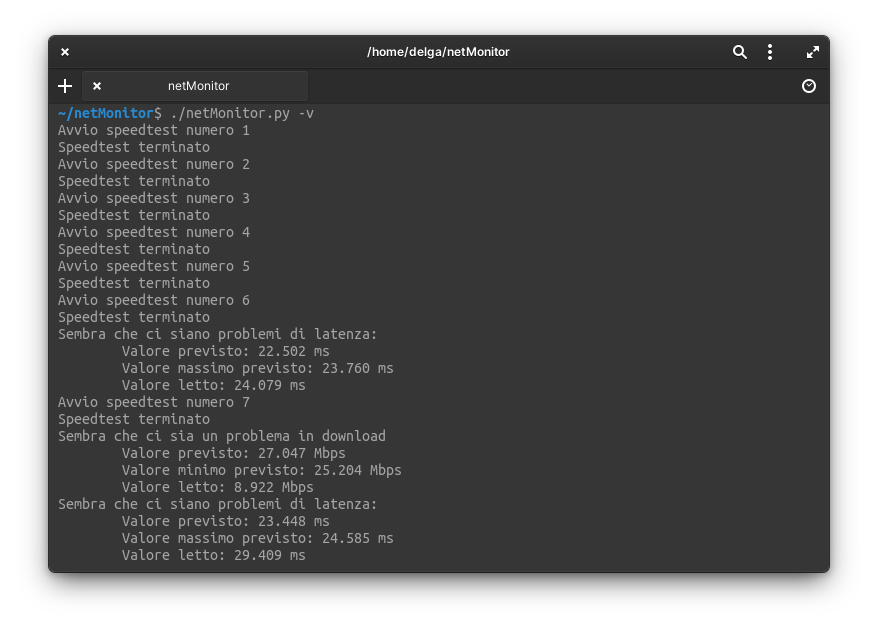 /home/delga/netMonitor
netMonitor
~/netMonitor$ ./netMonitor.py -v
Avvio speedtest numero 1
Speedtest terminato
Avvio speedtest numero 2
Speedtest terminato
Avvio speedtest numero 3
Speedtest terminato
Avvio speedtest numero 4
Speedtest terminato
Avvio speedtest numero 5
Speedtest terminato
Avvio speedtest numero 6
Speedtest terminato
Sembra che ci siano problemi di latenza:
Valore previsto: 22.502 ms
Valore massimo previsto: 23.760 ms
Valore letto: 24.079 ms
Avvio speedtest numero 7
Speedtest terminato
Sembra che ci sia un problema in download
Valore previsto: 27.047 Mbps
Valore minimo previsto: 25.204 Mbps
Valore letto: 8.922 Mbps
Sembra che ci siano problemi di latenza:
Valore previsto: 23.448 ms
Valore massimo previsto: 24.585 ms
Valore letto: 29.409 ms